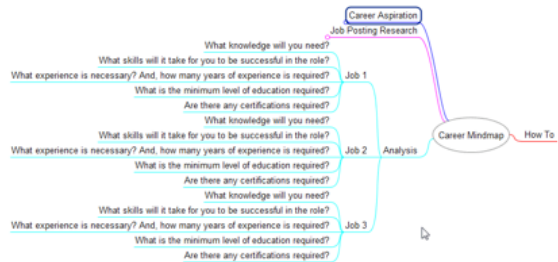 Career Aspiration
Job Posting Research
What knowledge will you need?
What skills will it take for you to be successful in the role?
What experience is necessary? And, how many years of experience is required?
Job 1
What is the minimum level of education required?
Are there any certifications required?
What knowledge will you need?
What skills will it take for you to be successful in the role?
What experience is necessary? And, how many years of experience is required?
Job 2
What is the minimum level of education required?
Are there any certifications required?
What knowledge will you need?
What skills will it take for you to be successful in the role?
What experience is necessary? And, how many years of experience is required?
Job 3
What is the minimum level of education required?
Are there any certifications required?
Analysis
Career Mindmap
How To